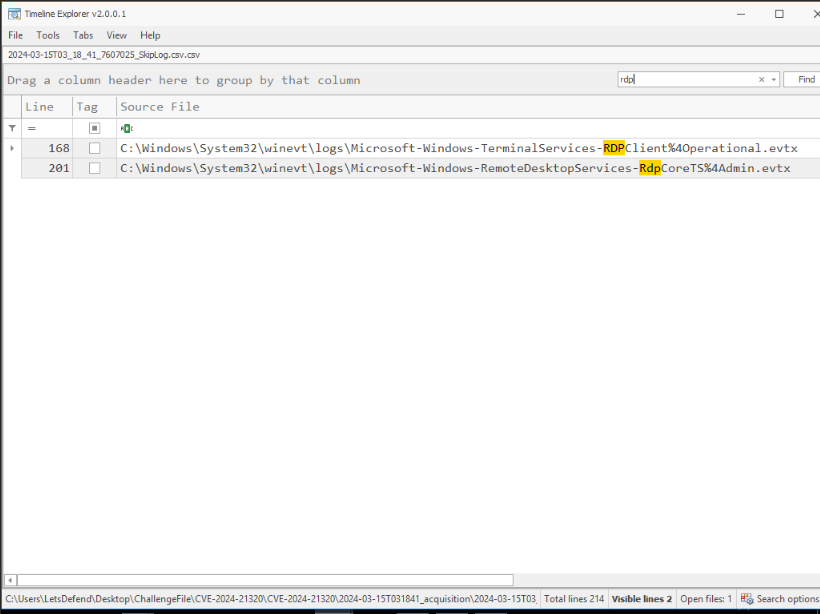 Timeline Explorer v2.0.0.1
File Tools Tabs View Help
2024-03-15T03_18_41_7607025_SkipLog.csv.csv
Drag a column header here to group by that column
rdp
Find
Line Tag Source File
=
168 C:\Windows\System32\winevt\logs\Microsoft-Windows-TerminalServices-RDPClient%4Operational.evtx
201 C:\Windows\System32\winevt\logs\Microsoft-Windows-RemoteDesktopServices-RdpCoreTS%4Admin.evtx
C:\Users\LetsDefend\Desktop\ChallengeFile\CVE-2024-21320\CVE-2024-21320\2024-03-15T031841_acquisition\2024-03-15T03_ Total lines 214 Visible lines 2 Open files: 1 Search options